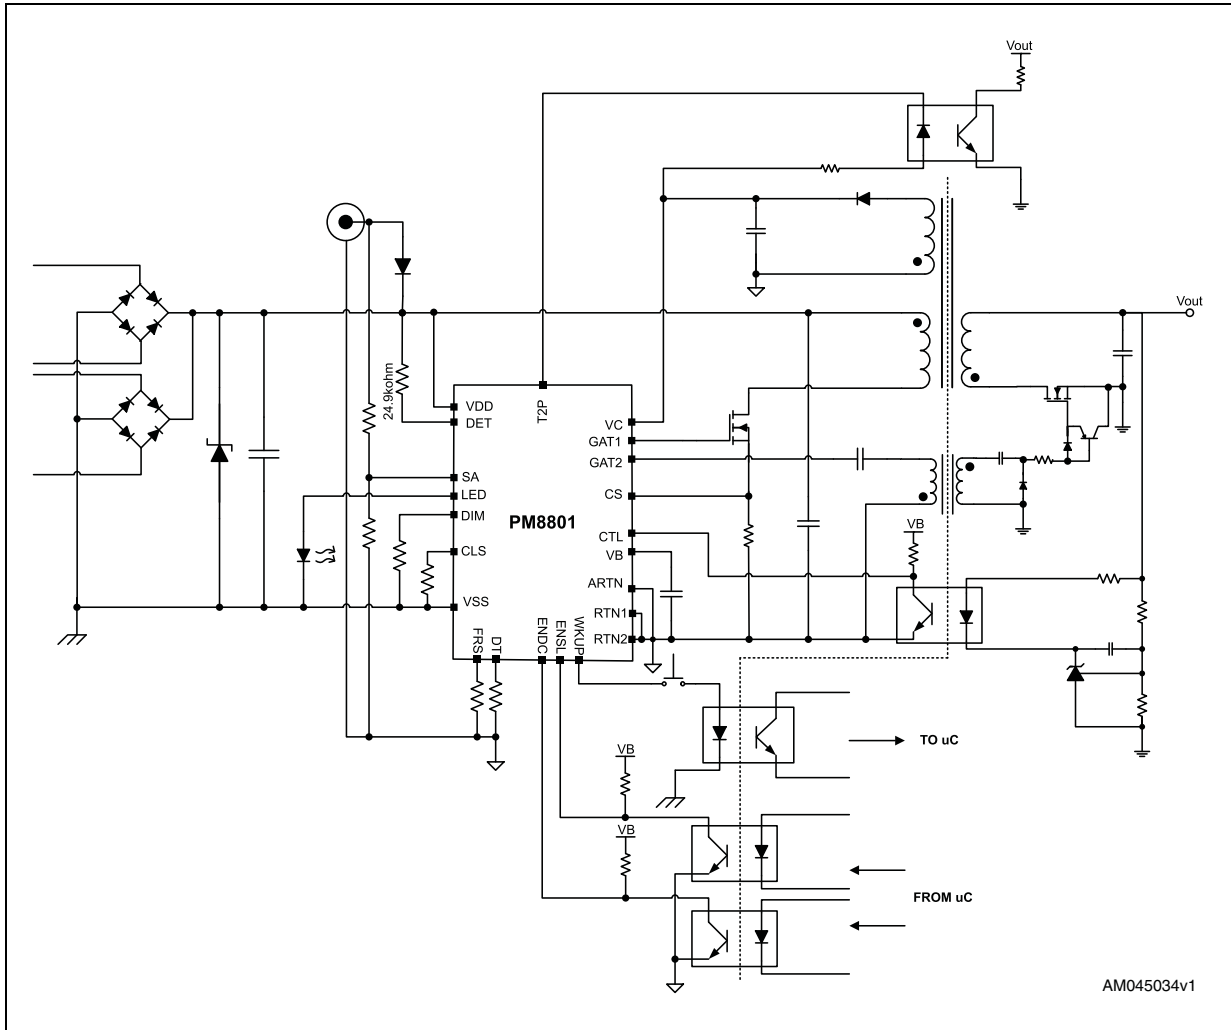 Vout
Vout
24.9kohm
T2P
VDD
DET
SA
LED
DIM
CLS
VSS
PM8801
VC
GAT1
GAT2
CS
CTL
VB
ARTN
RTN1
RTN2
FRS
DT
ENDC
ENSL
WKUP
VB
VB
VB
TO uC
FROM uC
AM045034v1